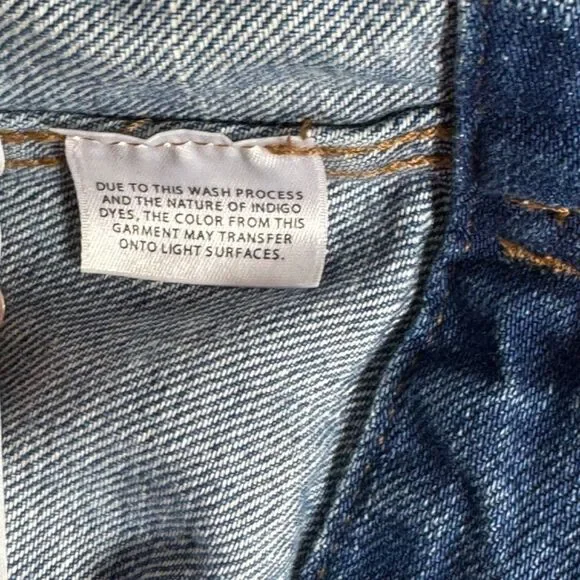 DUE TO THIS WASH PROCESS
AND THE NATURE OF INDIGO
DYES, THE COLOR FROM THIS
GARMENT MAY TRANSFER
ONTO LIGHT SURFACES.